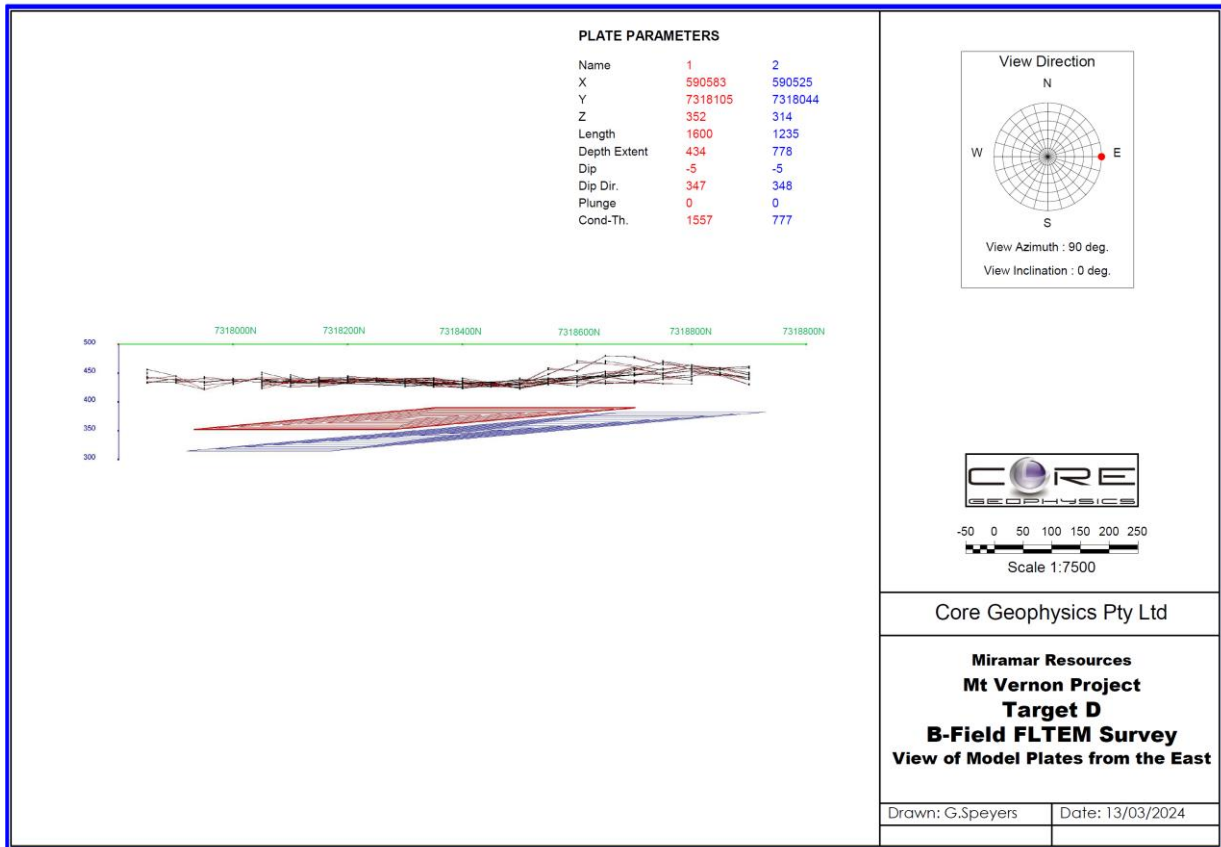 PLATE PARAMETERS
Name 1 2
X 590583 590525
Y 7318105 7318044
Z 352 314
Length 1600 1235
Depth Extent 434 778
Dip -5 -5
Dip Dir. 347 348
Plunge 0 0
Cond-Th. 1557 777
View Direction
N
W
E
S
View Azimuth : 90 deg.
View Inclination : 0 deg.
7318000N 7318200N 7318400N 7318600N 7318800N 7318800N
500
450
400
350
300
CORE
GEOPHYSICS
-50 0 50 100 150 200 250
Scale 1:7500
Core Geophysics Pty Ltd
Miramar Resources
Mt Vernon Project
Target D
B-Field FLTEM Survey
View of Model Plates from the East
Drawn: G.Speyers Date: 13/03/2024